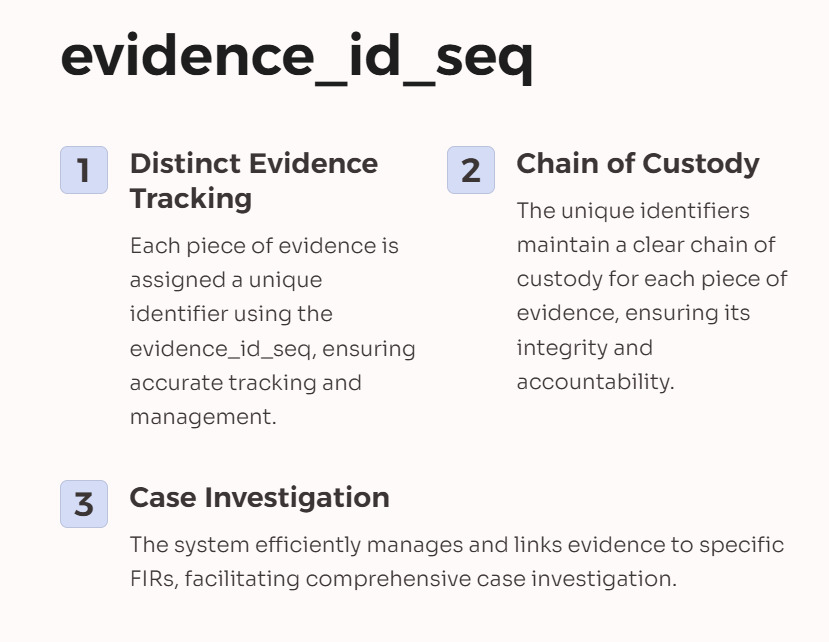 evidence_id_seq
1
Distinct Evidence
Tracking
Each piece of evidence is
assigned a unique
identifier using the
evidence_id_seq, ensuring
accurate tracking and
management.
2
Chain of Custody
The unique identifiers
maintain a clear chain of
custody for each piece of
evidence, ensuring its
integrity and
accountability.
3
Case Investigation
The system efficiently manages and links evidence to specific
FIRs, facilitating comprehensive case investigation.